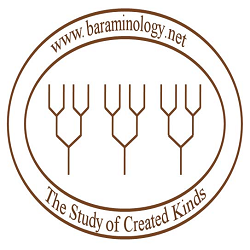 www.baraminology.net
The Study of Created Kinds